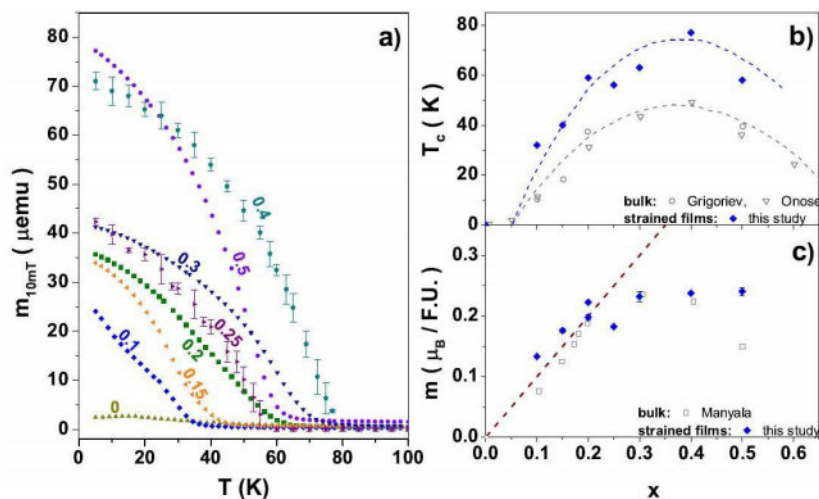 a)
80
70
60
50
40
30
20
10
0
m10mT ( μemu )
0.4
0.5
0.3
0.25
0.2
0.1
0.15
0
0 20 40 60 80 100
T (K)
b)
80
60
40
20
0
Tc ( K )
bulk: ○ Grigoriev, ▽ Onose
strained films: ◆ this study
c)
0.3
0.2
0.1
0.0
m ( μB / F.U. )
bulk: □ Manyala
strained films: ◆ this study
0.0 0.1 0.2 0.3 0.4 0.5 0.6
x